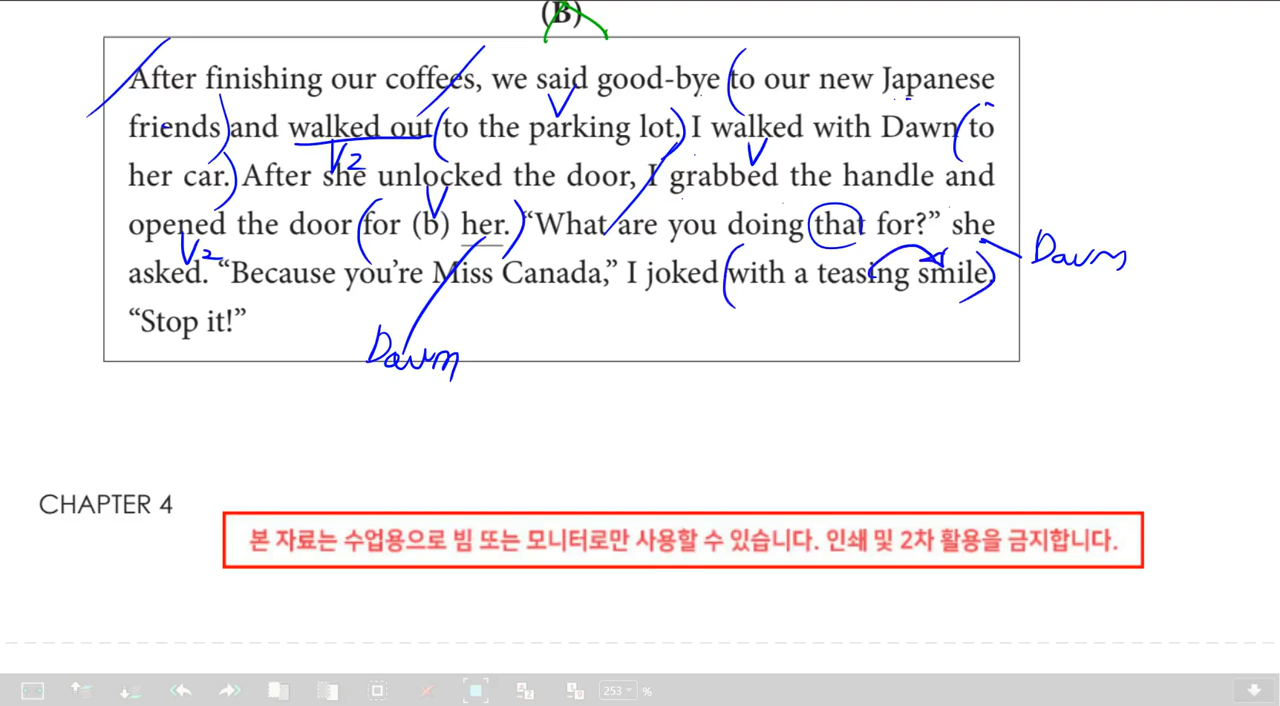 (B)
After finishing our coffees, we said good-bye to our new Japanese
V
friends and walked out to the parking lot. I walked with Dawn to
V2 V
her car. After she unlocked the door, I grabbed the handle and
V
opened the door for (b) her. “What are you doing that for?” she
V2 Dawn
asked. “Because you’re Miss Canada,” I joked with a teasing smile.
“Stop it!”
Dawn
CHAPTER 4
본 자료는 수업용으로 빔 또는 모니터로만 사용할 수 있습니다. 인쇄 및 2차 활용을 금지합니다.
253 %